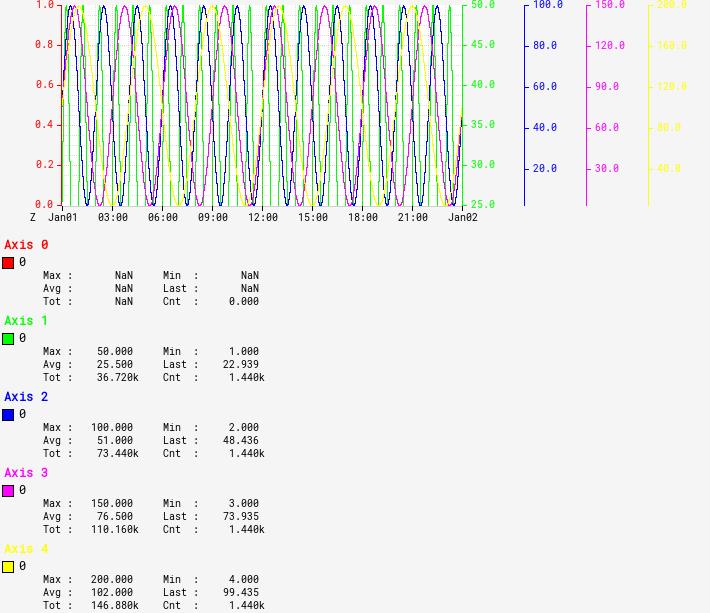 1.0 50.0 100.0 150.0 200.0
0.8 45.0 80.0 120.0 160.0
0.6 40.0 60.0 90.0 120.0
0.4 35.0 40.0 60.0 80.0
0.2 30.0 20.0 30.0 40.0
0.0 25.0
Z Jan01 03:00 06:00 09:00 12:00 15:00 18:00 21:00 Jan02
Axis 0
0
Max : NaN Min : NaN
Avg : NaN Last : NaN
Tot : NaN Cnt : 0.000
Axis 1
0
Max : 50.000 Min : 1.000
Avg : 25.500 Last : 22.939
Tot : 36.720k Cnt : 1.440k
Axis 2
0
Max : 100.000 Min : 2.000
Avg : 51.000 Last : 48.436
Tot : 73.440k Cnt : 1.440k
Axis 3
0
Max : 150.000 Min : 3.000
Avg : 76.500 Last : 73.935
Tot : 110.160k Cnt : 1.440k
Axis 4
0
Max : 200.000 Min : 4.000
Avg : 102.000 Last : 99.435
Tot : 146.880k Cnt : 1.440k